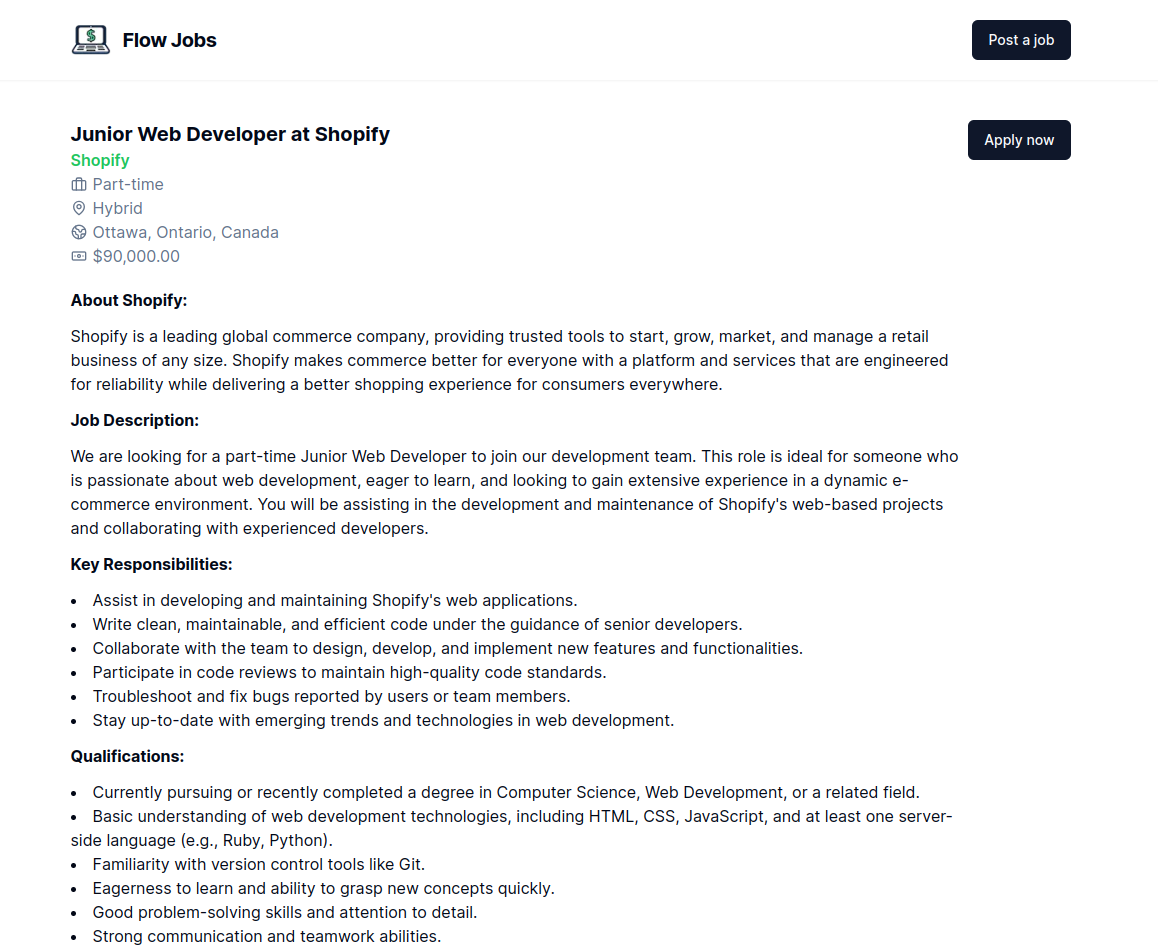 $
Flow Jobs
Post a job
Junior Web Developer at Shopify
Apply now
Shopify
Part-time
Hybrid
Ottawa, Ontario, Canada
$90,000.00
About Shopify:
Shopify is a leading global commerce company, providing trusted tools to start, grow, market, and manage a retail
business of any size. Shopify makes commerce better for everyone with a platform and services that are engineered
for reliability while delivering a better shopping experience for consumers everywhere.
Job Description:
We are looking for a part-time Junior Web Developer to join our development team. This role is ideal for someone who
is passionate about web development, eager to learn, and looking to gain extensive experience in a dynamic e-
commerce environment. You will be assisting in the development and maintenance of Shopify's web-based projects
and collaborating with experienced developers.
Key Responsibilities:
• Assist in developing and maintaining Shopify's web applications.
• Write clean, maintainable, and efficient code under the guidance of senior developers.
• Collaborate with the team to design, develop, and implement new features and functionalities.
• Participate in code reviews to maintain high-quality code standards.
• Troubleshoot and fix bugs reported by users or team members.
• Stay up-to-date with emerging trends and technologies in web development.
Qualifications:
• Currently pursuing or recently completed a degree in Computer Science, Web Development, or a related field.
• Basic understanding of web development technologies, including HTML, CSS, JavaScript, and at least one server-
side language (e.g., Ruby, Python).
• Familiarity with version control tools like Git.
• Eagerness to learn and ability to grasp new concepts quickly.
• Good problem-solving skills and attention to detail.
• Strong communication and teamwork abilities.